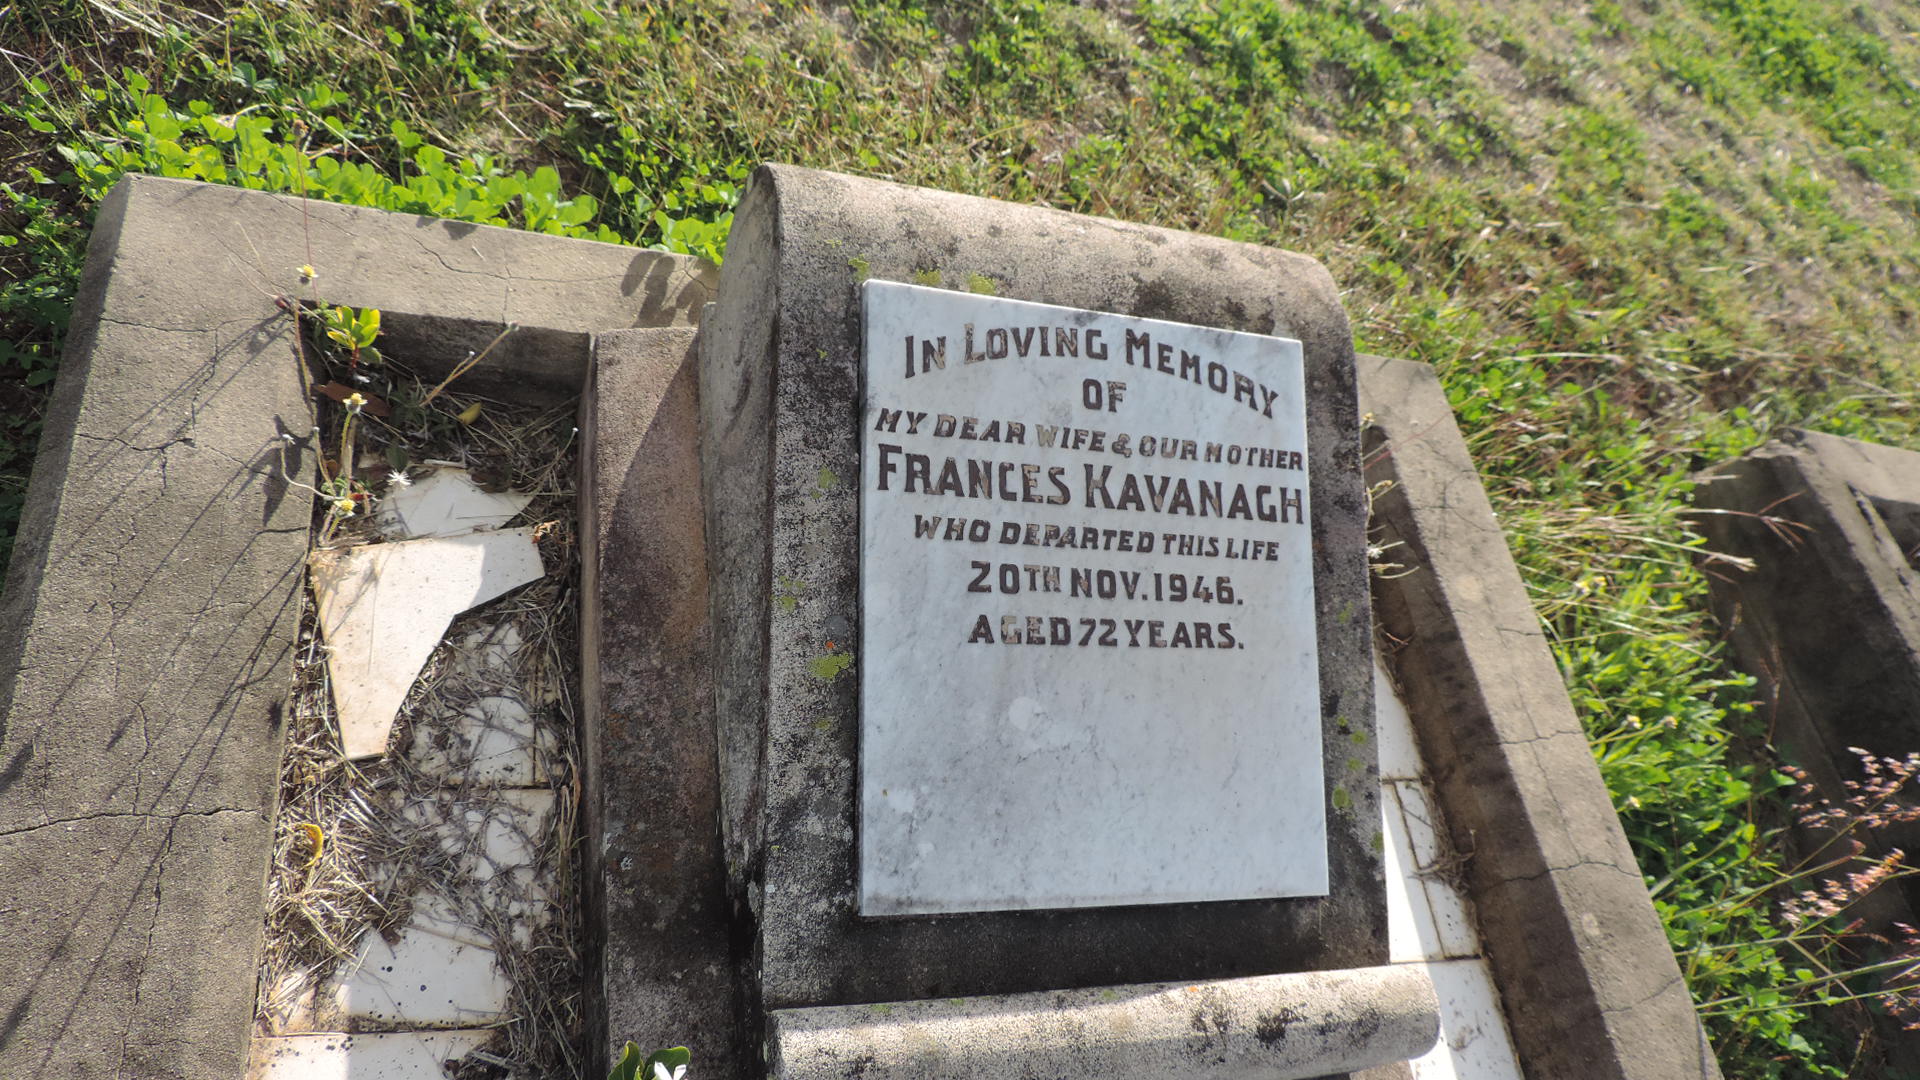 IN LOVING MEMORY
OF
MY DEAR WIFE & OUR MOTHER
FRANCES KAVANAGH
WHO DEPARTED THIS LIFE
20TH NOV. 1946.
AGED 72 YEARS.